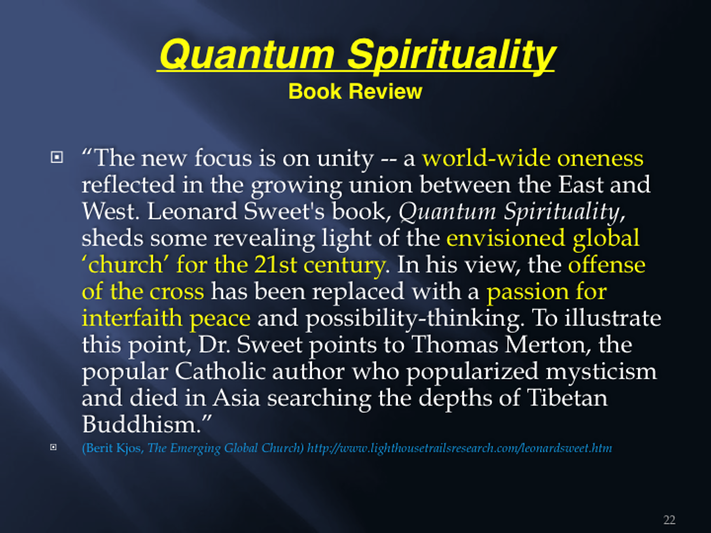 Quantum Spirituality
Book Review
“The new focus is on unity -- a world-wide oneness
reflected in the growing union between the East and
West. Leonard Sweet's book, Quantum Spirituality,
sheds some revealing light of the envisioned global
‘church’ for the 21st century. In his view, the offense
of the cross has been replaced with a passion for
interfaith peace and possibility-thinking. To illustrate
this point, Dr. Sweet points to Thomas Merton, the
popular Catholic author who popularized mysticism
and died in Asia searching the depths of Tibetan
Buddhism.”
(Berit Kjos, The Emerging Global Church) http://www.lighthousetrailsresearch.com/leonardsweet.htm
22